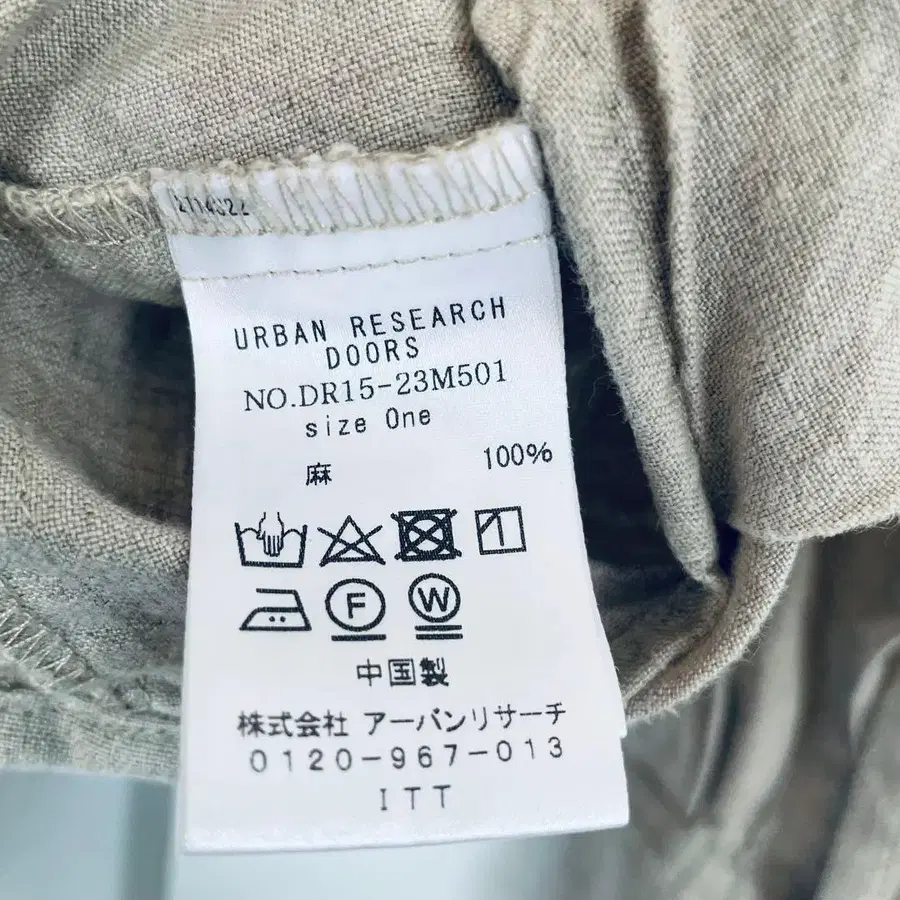 URBAN RESEARCH
DOORS
NO.DR15-23M501
size One
麻 100%
F W
中国製
株式会社 アーバンリサーチ
0120-967-013
ITT